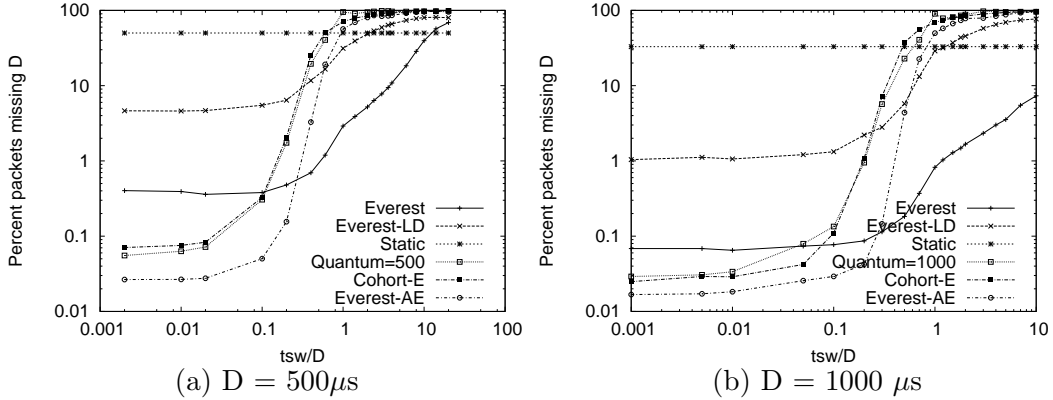 Percent packets missing D
100
10
1
0.1
0.01
0.001
0.01
0.1
1
10
100
tsw/D
Everest
Everest-LD
Static
Quantum=500
Cohort-E
Everest-AE
(a) D = 500μs
Percent packets missing D
100
10
1
0.1
0.01
0.001
0.01
0.1
1
10
tsw/D
Everest
Everest-LD
Static
Quantum=1000
Cohort-E
Everest-AE
(b) D = 1000 μs